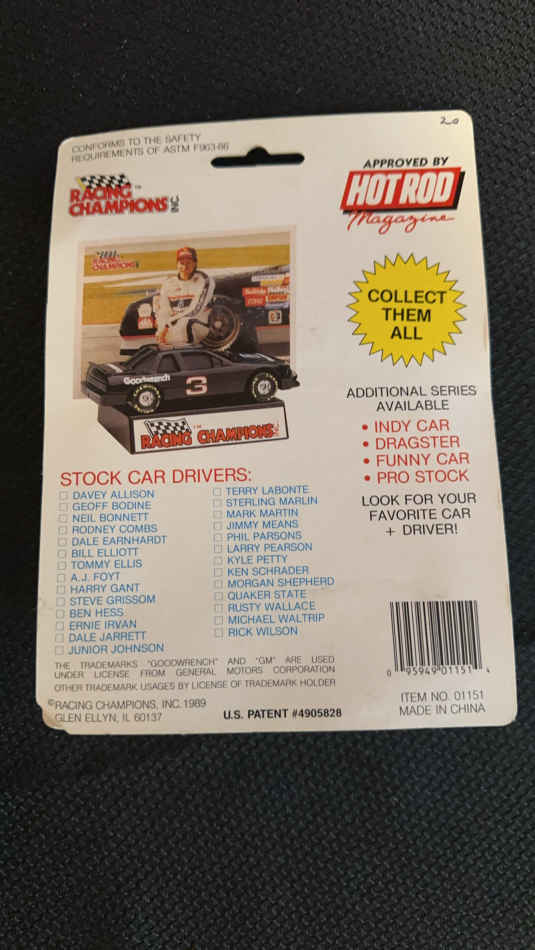 20
CONFORMS TO THE SAFETY
REQUIREMENTS OF ASTM F963-86
RACING
CHAMPIONS INC
™
APPROVED BY
HOT ROD
Magazine
RACING
CHAMPIONS
Goodwrench
3
RACING CHAMPIONS
COLLECT
THEM
ALL
ADDITIONAL SERIES
AVAILABLE
• INDY CAR
• DRAGSTER
• FUNNY CAR
• PRO STOCK
LOOK FOR YOUR
FAVORITE CAR
+ DRIVER!
STOCK CAR DRIVERS:
□ DAVEY ALLISON
□ GEOFF BODINE
□ NEIL BONNETT
□ RODNEY COMBS
□ DALE EARNHARDT
□ BILL ELLIOTT
□ TOMMY ELLIS
□ A.J. FOYT
□ HARRY GANT
□ STEVE GRISSOM
□ BEN HESS
□ ERNIE IRVAN
□ DALE JARRETT
□ JUNIOR JOHNSON
□ TERRY LABONTE
□ STERLING MARLIN
□ MARK MARTIN
□ JIMMY MEANS
□ PHIL PARSONS
□ LARRY PEARSON
□ KYLE PETTY
□ KEN SCHRADER
□ MORGAN SHEPHERD
□ QUAKER STATE
□ RUSTY WALLACE
□ MICHAEL WALTRIP
□ RICK WILSON
THE TRADEMARKS "GOODWRENCH" AND "GM" ARE USED
UNDER LICENSE FROM GENERAL MOTORS CORPORATION
OTHER TRADEMARK USAGES BY LICENSE OF TRADEMARK HOLDER
©RACING CHAMPIONS, INC. 1989
GLEN ELLYN, IL 60137
U.S. PATENT #4905828
0 95949 01151 4
ITEM NO. 01151
MADE IN CHINA